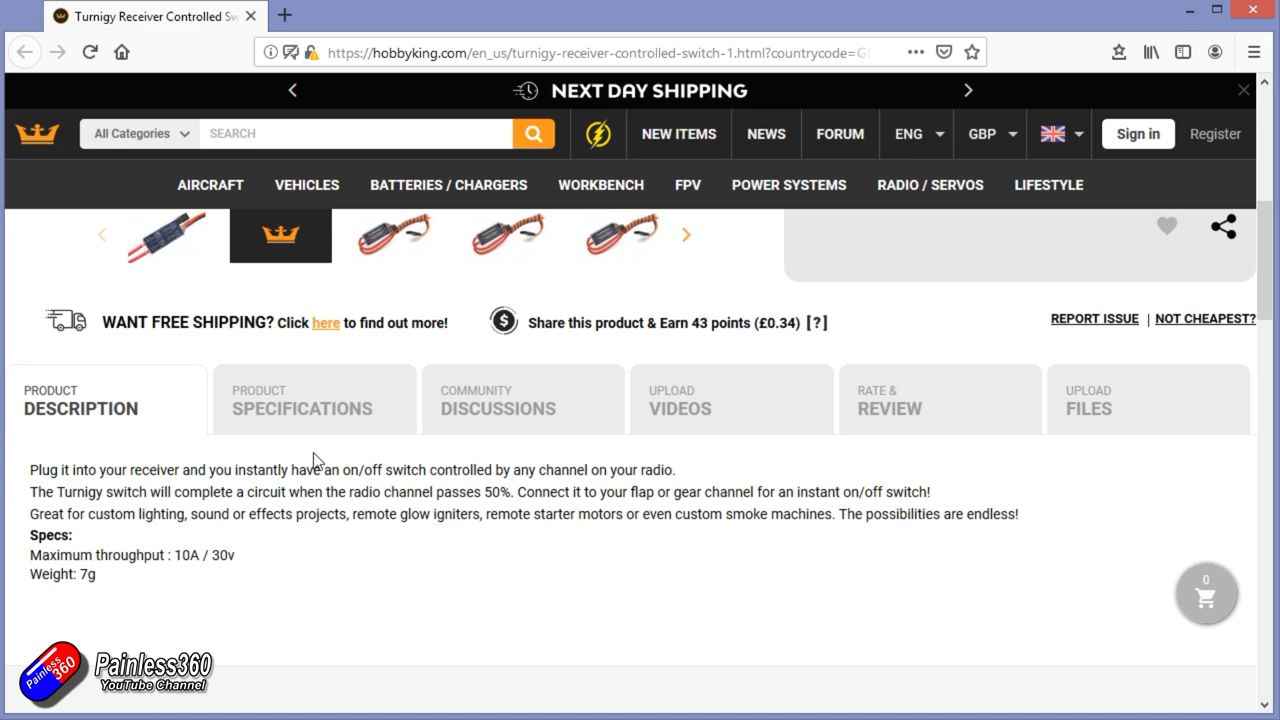 Turnigy Receiver Controlled Sw
https://hobbyking.com/en_us/turnigy-receiver-controlled-switch-1.html?countrycode=G
NEXT DAY SHIPPING
All Categories SEARCH NEW ITEMS NEWS FORUM ENG GBP Sign in Register
AIRCRAFT VEHICLES BATTERIES / CHARGERS WORKBENCH FPV POWER SYSTEMS RADIO / SERVOS LIFESTYLE
WANT FREE SHIPPING? Click here to find out more! $ Share this product & Earn 43 points (£0.34) [?] REPORT ISSUE | NOT CHEAPEST?
PRODUCT PRODUCT COMMUNITY UPLOAD RATE & UPLOAD
DESCRIPTION SPECIFICATIONS DISCUSSIONS VIDEOS REVIEW FILES
Plug it into your receiver and you instantly have an on/off switch controlled by any channel on your radio.
The Turnigy switch will complete a circuit when the radio channel passes 50%. Connect it to your flap or gear channel for an instant on/off switch!
Great for custom lighting, sound or effects projects, remote glow igniters, remote starter motors or even custom smoke machines. The possibilities are endless!
Specs:
Maximum throughput : 10A / 30v
Weight: 7g
0
Painless360
Painless360
YouTube Channel